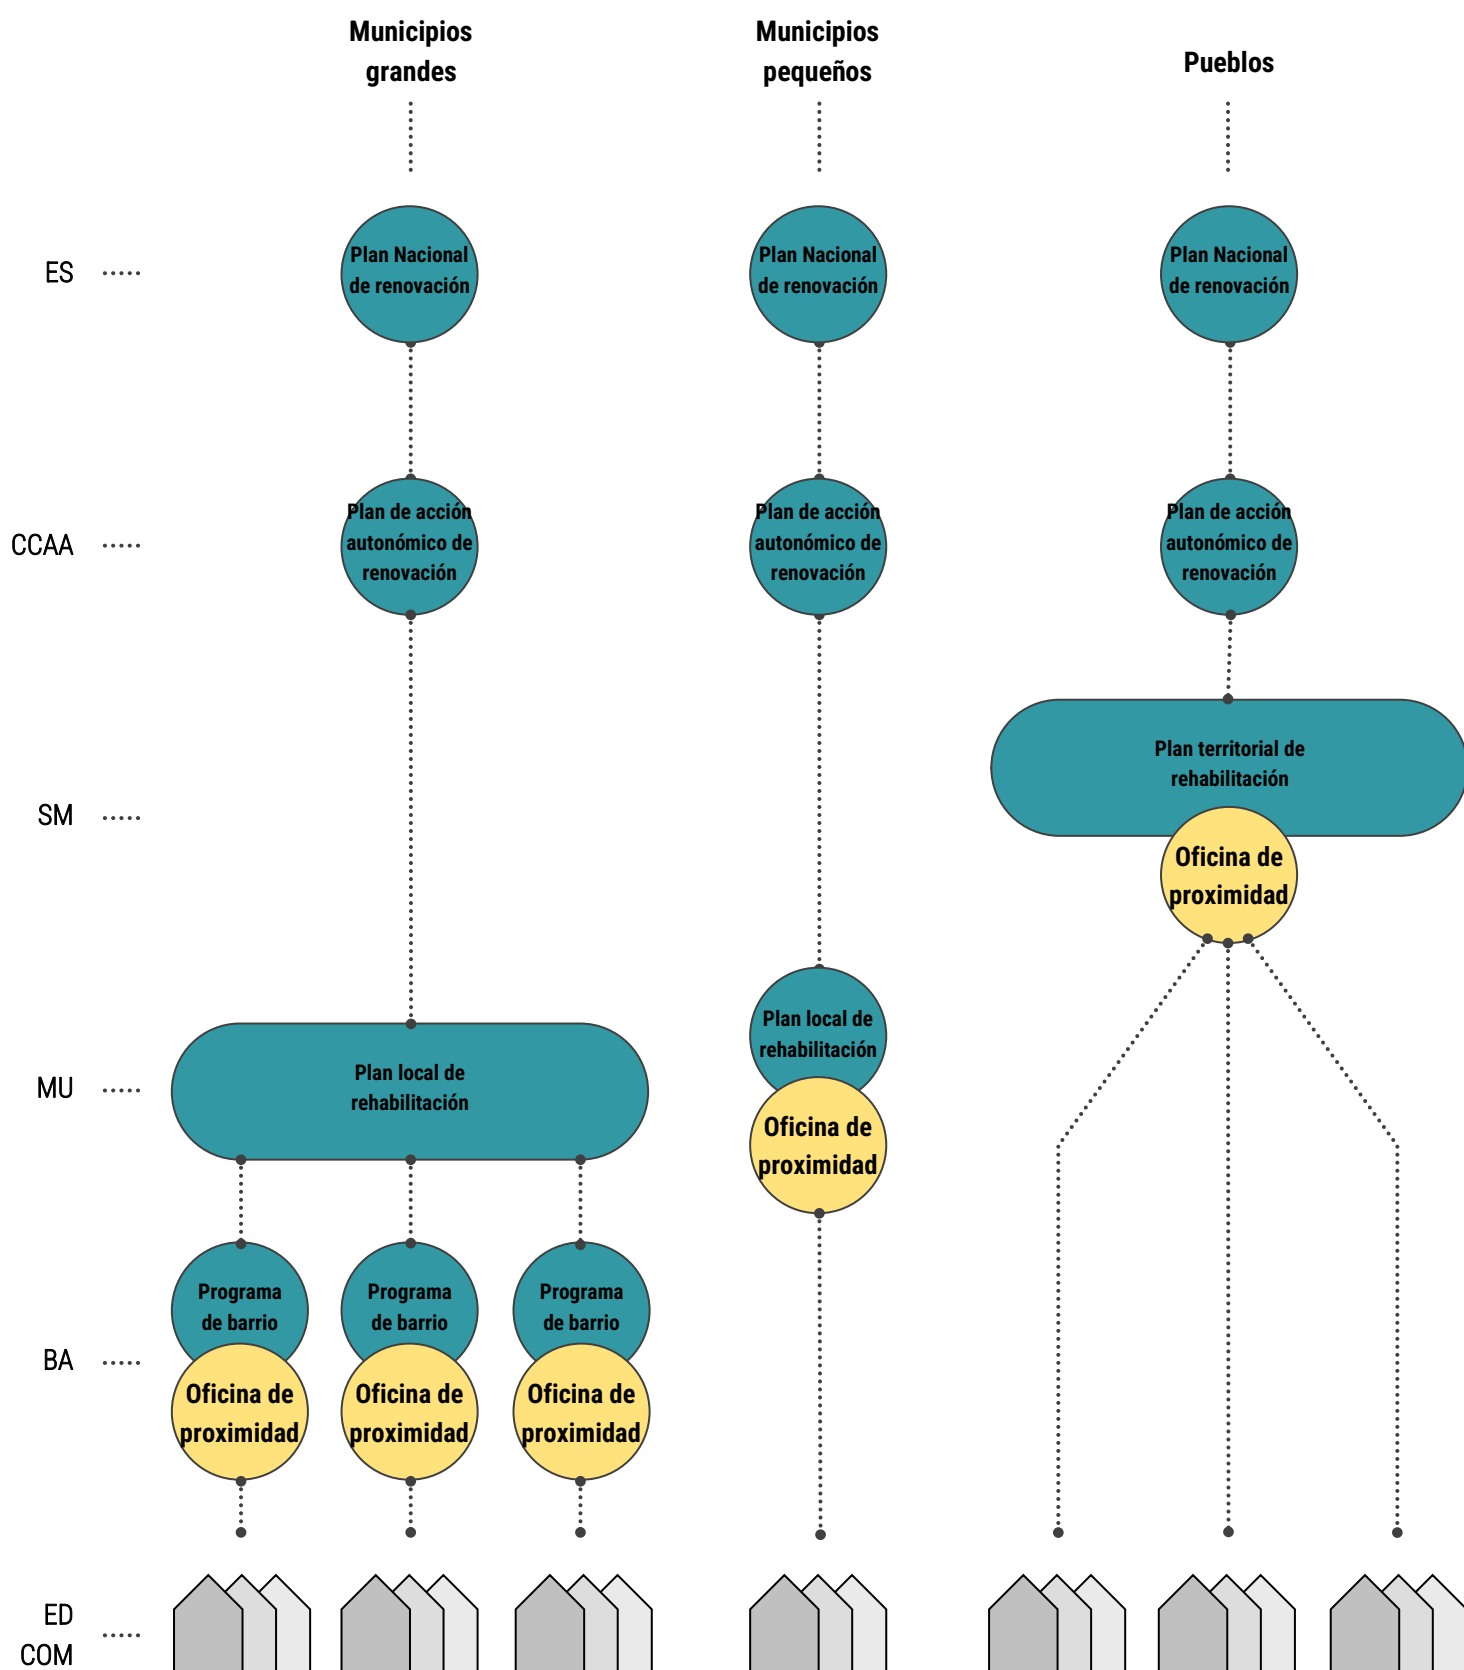 Municipios
grandes
Municipios
pequeños
Pueblos
ES
Plan Nacional
de renovación
Plan Nacional
de renovación
Plan Nacional
de renovación
CCAA
Plan de acción
autonómico de
renovación
Plan de acción
autonómico de
renovación
Plan de acción
autonómico de
renovación
SM
Plan territorial de
rehabilitación
Oficina de
proximidad
MU
Plan local de
rehabilitación
Plan local de
rehabilitación
Oficina de
proximidad
BA
Programa
de barrio
Programa
de barrio
Programa
de barrio
Oficina de
proximidad
Oficina de
proximidad
Oficina de
proximidad
ED
COM